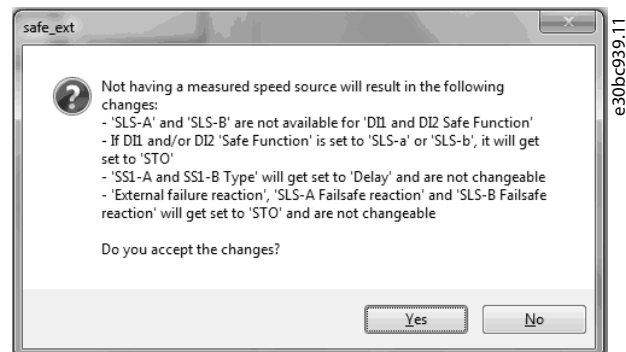 safe_ext
Not having a measured speed source will result in the following
changes:
- 'SLS-A' and 'SLS-B' are not available for 'DI1 and DI2 Safe Function'
- If DI1 and/or DI2 'Safe Function' is set to 'SLS-a' or 'SLS-b', it will get
set to 'STO'
- 'SS1-A and SS1-B Type' will get set to 'Delay' and are not changeable
- 'External failure reaction', 'SLS-A Failsafe reaction' and 'SLS-B Failsafe
reaction' will get set to 'STO' and are not changeable
Do you accept the changes?
Yes
No
e30bc939.11